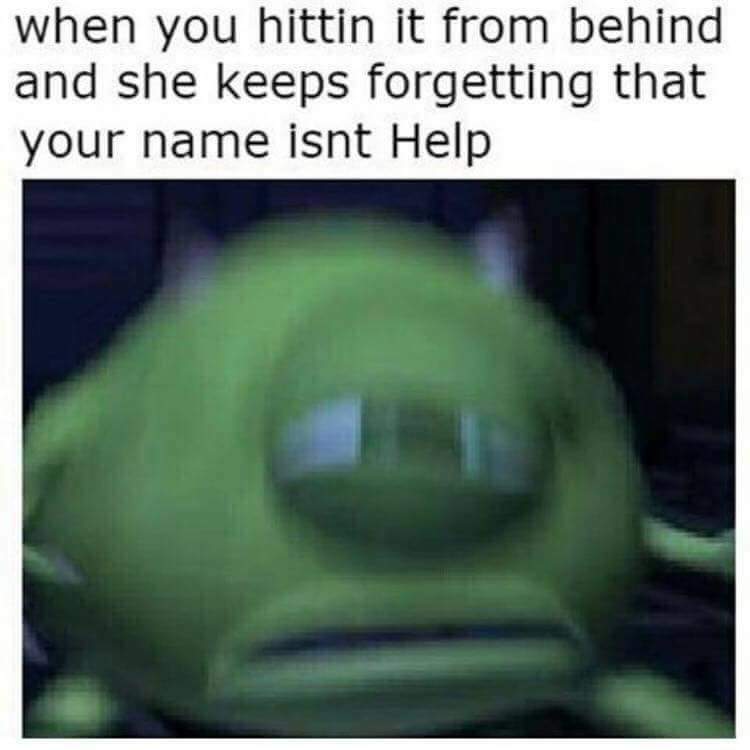 when you hittin it from behind
and she keeps forgetting that
your name isnt Help